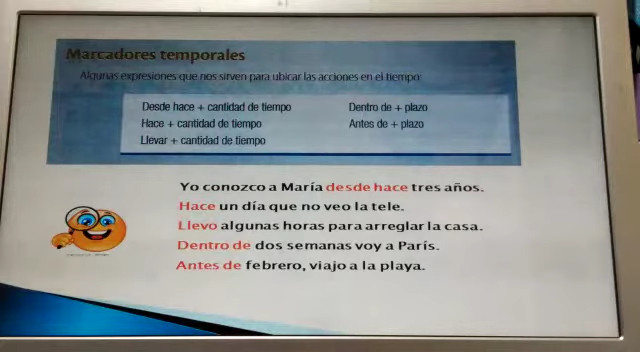 Marcadores temporales
Algunas expresiones que nos sirven para ubicar las acciones en el tiempo:
Desde hace + cantidad de tiempo
Hace + cantidad de tiempo
Llevar + cantidad de tiempo
Dentro de + plazo
Antes de + plazo
Yo conozco a María desde hace tres años.
Hace un día que no veo la tele.
Llevo algunas horas para arreglar la casa.
Dentro de dos semanas voy a París.
Antes de febrero, viajo a la playa.